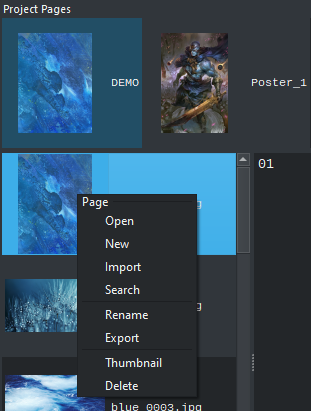 Project Pages
DEMO
Poster_1
01
Page
Open
New
Import
Search
Rename
Export
Thumbnail
Delete
blue 0003.jpg